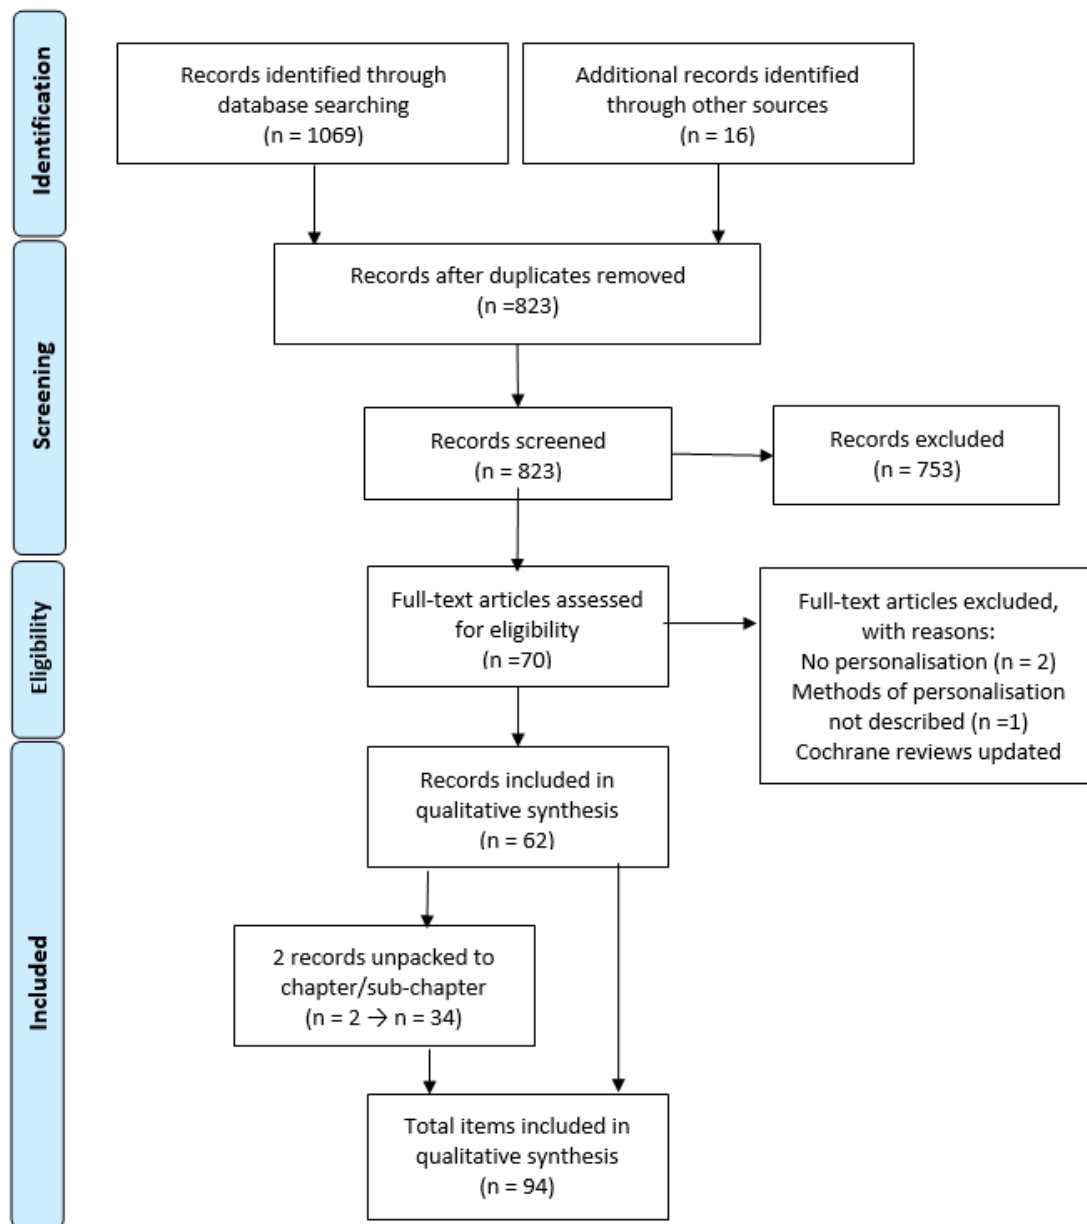 Identification
Records identified through
database searching
(n = 1069)
Additional records identified
through other sources
(n = 16)
Screening
Records after duplicates removed
(n =823)
Records screened
(n = 823)
Records excluded
(n = 753)
Eligibility
Full-text articles assessed
for eligibility
(n =70)
Full-text articles excluded,
with reasons:
No personalisation (n = 2)
Methods of personalisation
not described (n =1)
Cochrane reviews updated
Included
Records included in
qualitative synthesis
(n = 62)
2 records unpacked to
chapter/sub-chapter
(n = 2 → n = 34)
Total items included in
qualitative synthesis
(n = 94)